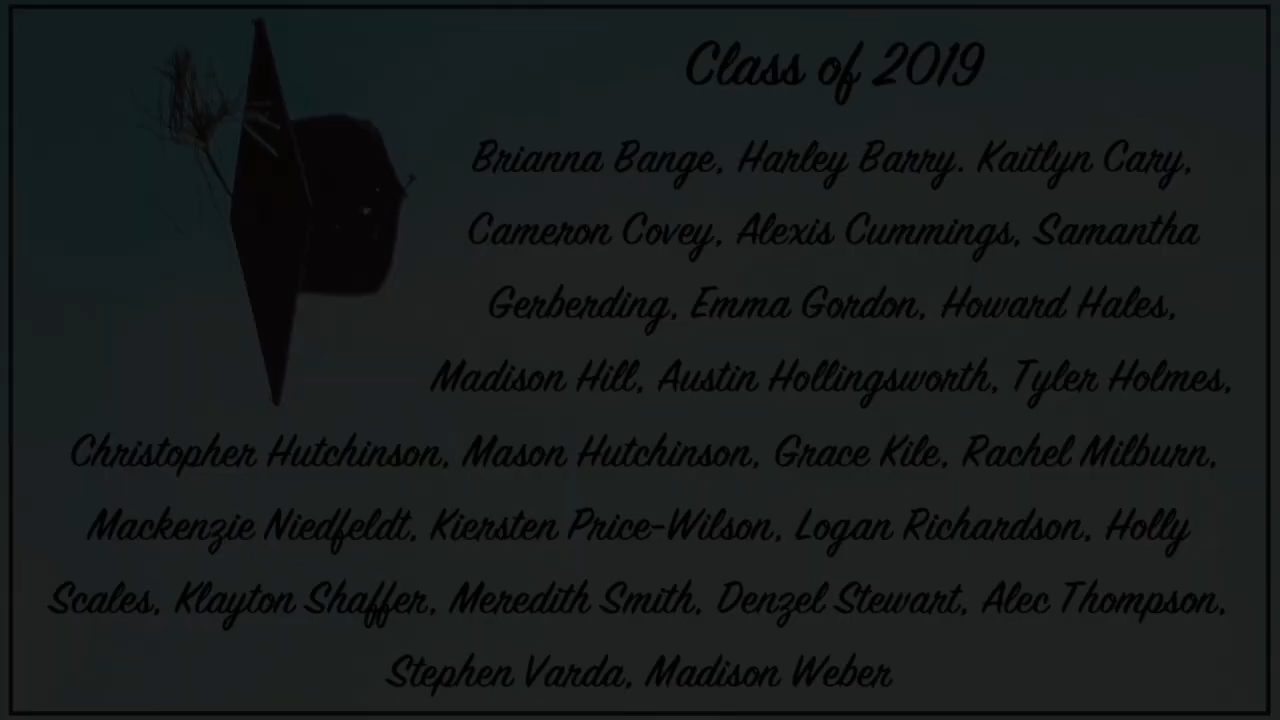 Class of 2019
Brianna Bange, Harley Barry. Kaitlyn Cary,
Cameron Covey, Alexis Cummings, Samantha
Gerberding, Emma Gordon, Howard Hales,
Madison Hill, Austin Hollingsworth, Tyler Holmes,
Christopher Hutchinson, Mason Hutchinson, Grace Kile, Rachel Milburn,
Mackenzie Niedfeldt, Kiersten Price-Wilson, Logan Richardson, Holly
Scales, Klayton Shaffer, Meredith Smith, Denzel Stewart, Alec Thompson,
Stephen Varda, Madison Weber